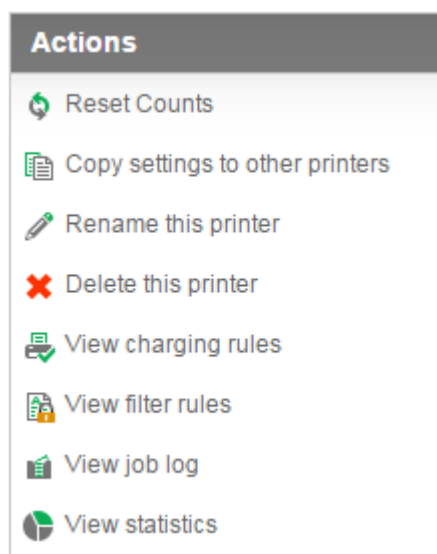 Actions
Reset Counts
Copy settings to other printers
Rename this printer
Delete this printer
View charging rules
View filter rules
View job log
View statistics